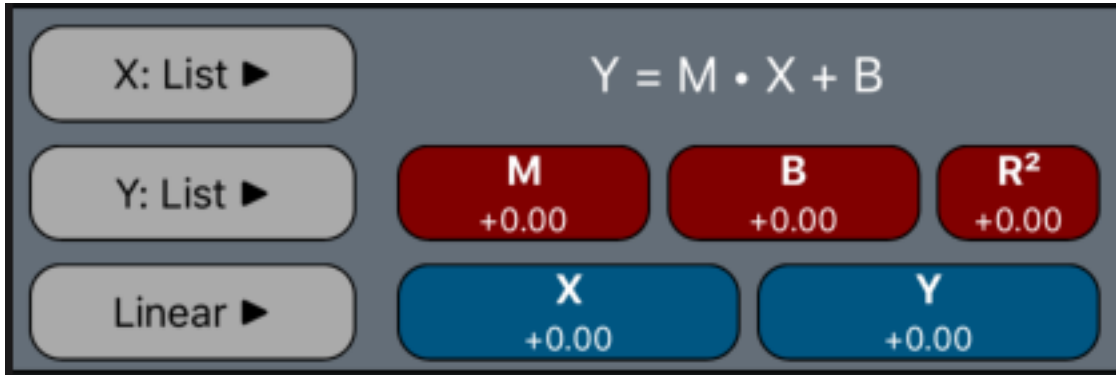 X: List ▶
Y = M • X + B
Y: List ▶
M
+0.00
B
+0.00
R²
+0.00
Linear ▶
X
+0.00
Y
+0.00